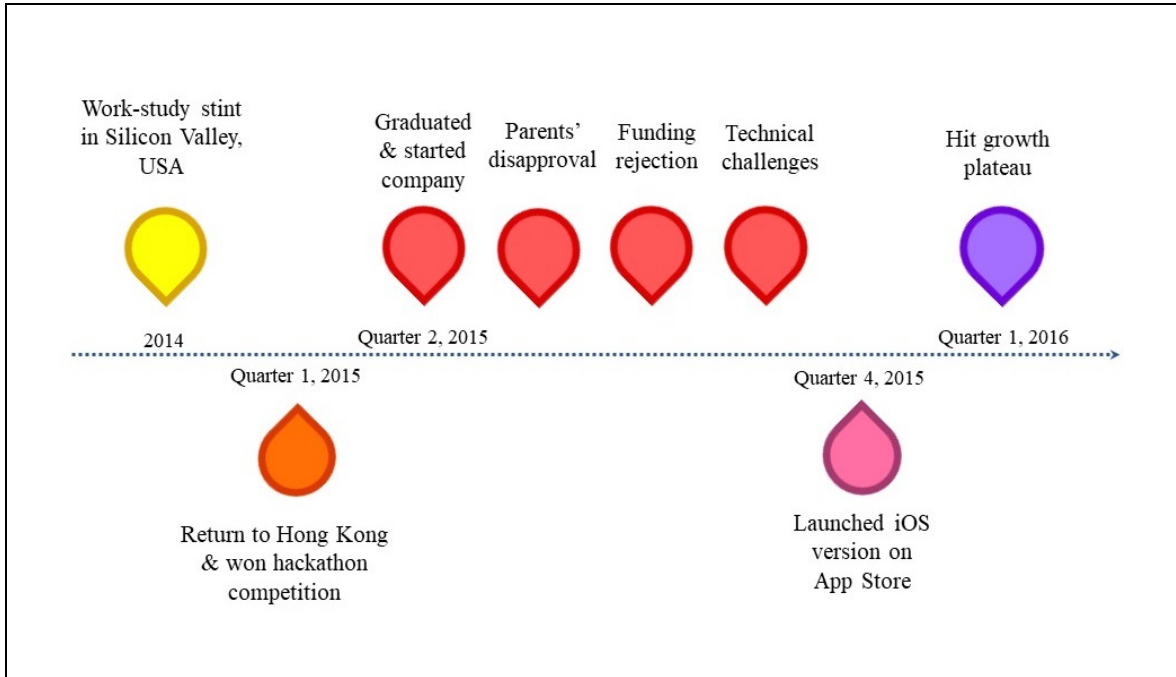 Work-study stint
in Silicon Valley,
USA
2014
Quarter 1, 2015
Return to Hong Kong
& won hackathon
competition
Graduated
& started
company
Quarter 2, 2015
Parents’
disapproval
Funding
rejection
Technical
challenges
Quarter 4, 2015
Launched iOS
version on
App Store
Hit growth
plateau
Quarter 1, 2016